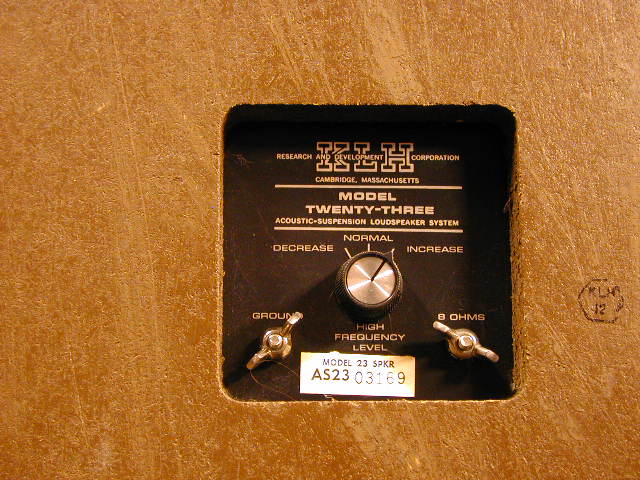 KLH
RESEARCH AND DEVELOPMENT CORPORATION
CAMBRIDGE, MASSACHUSETTS
MODEL
TWENTY-THREE
ACOUSTIC-SUSPENSION LOUDSPEAKER SYSTEM
NORMAL
DECREASE INCREASE
GROUND 8 OHMS
HIGH
FREQUENCY
LEVEL
MODEL 23 SPKR
AS23 03169
12